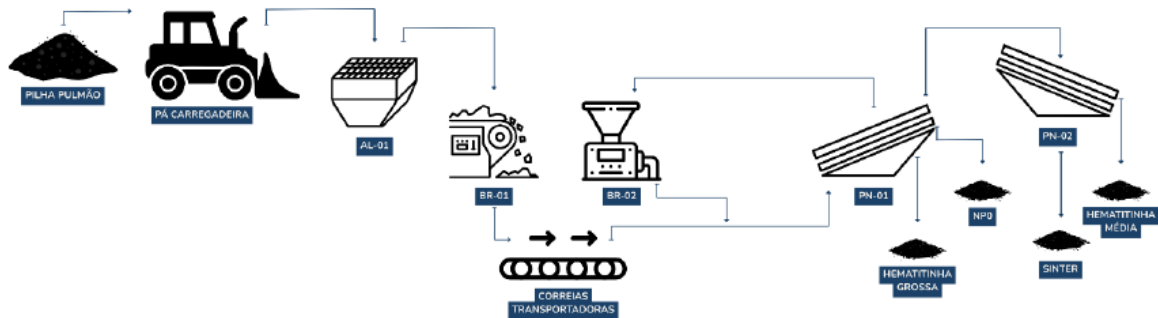 PILHA PULMÃO
PÁ CARREGADEIRA
AL-01
BR-01
CORREIAS
TRANSPORTADORAS
BR-02
PN-01
HEMATITINHA
GROSSA
NP0
PN-02
SINTER
HEMATITINHA
MÉDIA